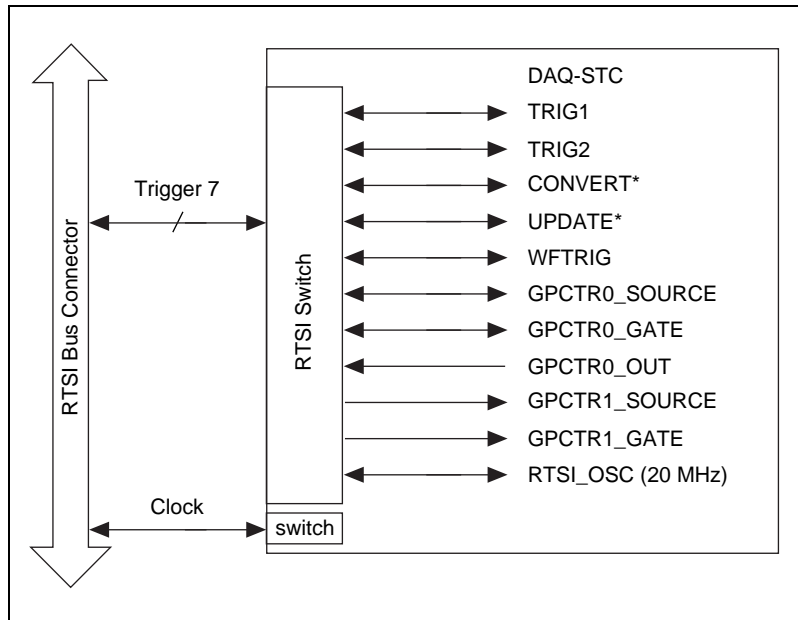 RTSI Bus Connector
Trigger 7
Clock
RTSI Switch
switch
DAQ-STC
TRIG1
TRIG2
CONVERT*
UPDATE*
WFTRIG
GPCTR0_SOURCE
GPCTR0_GATE
GPCTR0_OUT
GPCTR1_SOURCE
GPCTR1_GATE
RTSI_OSC (20 MHz)